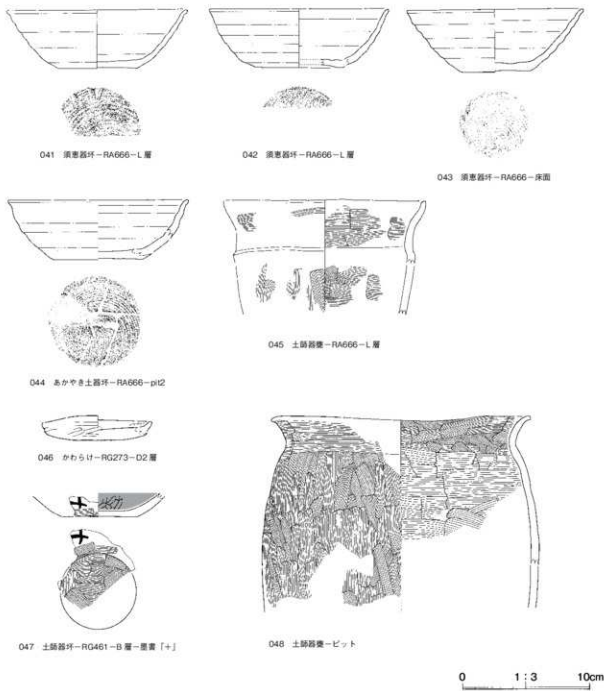 041 須恵器坏−RA666−L層
042 須恵器坏−RA666−L層
043 須恵器坏−RA666−床面
044 あかやき土器坏−RA666−pit2
045 土師器甕−RA666−L層
046 かわらけ−RG273−D2層
047 土師器坏−RG461−B層−墨書「+」
048 土師器甕−ピット
0 1:3 10cm